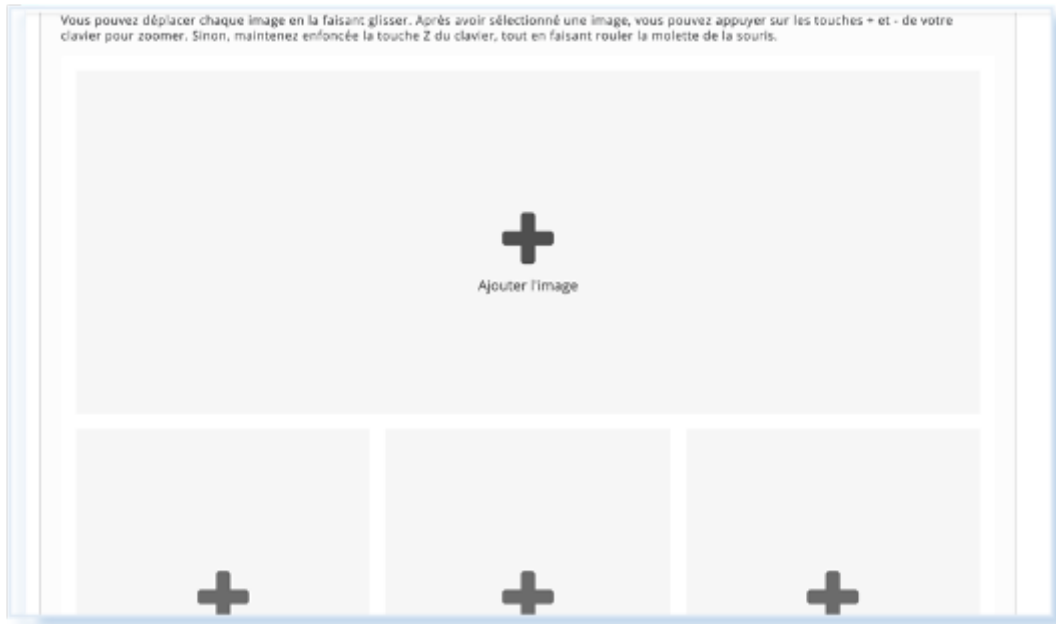 Vous pouvez déplacer chaque image en la faisant glisser. Après avoir sélectionné une image, vous pouvez appuyer sur les touches + et - de votre
clavier pour zoomer. Sinon, maintenez enfoncée la touche Z du clavier, tout en faisant rouler la molette de la souris.
Ajouter l'image